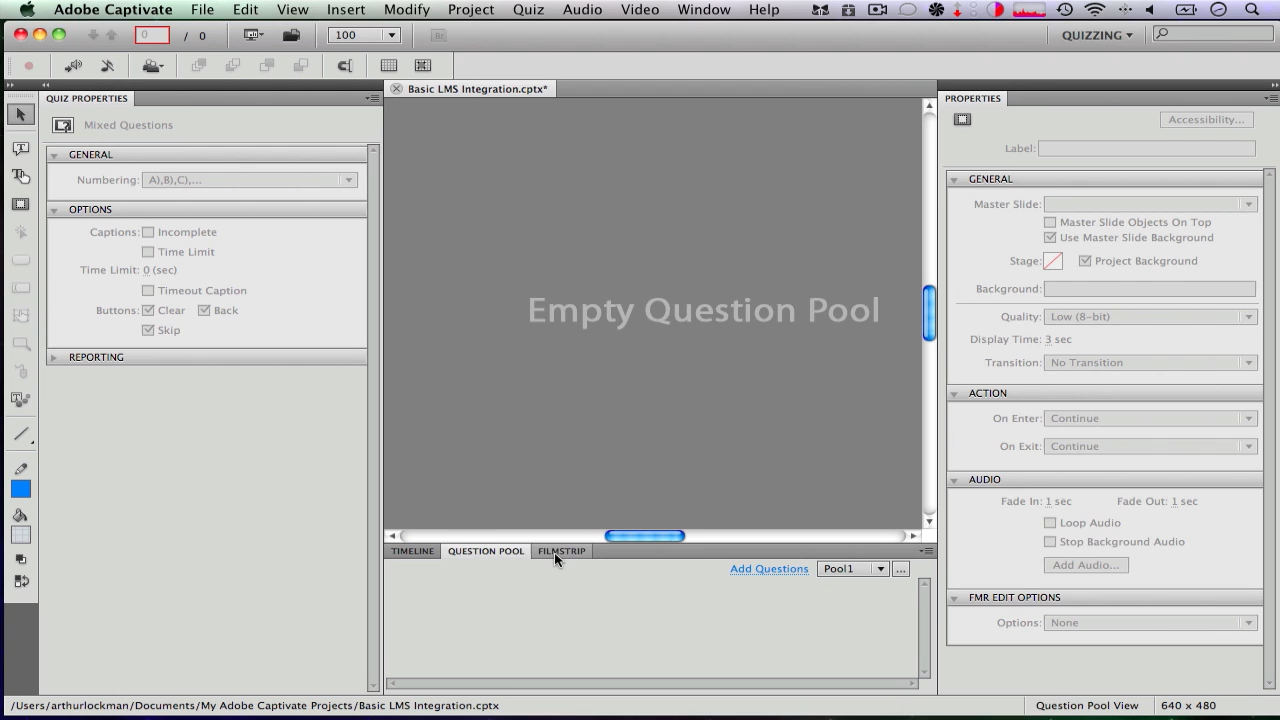 Adobe Captivate File Edit View Insert Modify Project Quiz Audio Video Window Help
0 / 0 100 Br QUIZZING
QUIZ PROPERTIES
Mixed Questions
GENERAL
Numbering: A),B),C),...
OPTIONS
Captions: Incomplete
Time Limit
Time Limit: 0 (sec)
Timeout Caption
Buttons: Clear Back
Skip
REPORTING
Basic LMS Integration.cptx*
Empty Question Pool
TIMELINE QUESTION POOL FILMSTRIP
Add Questions Pool1 ...
PROPERTIES
Accessibility...
Label:
GENERAL
Master Slide:
Master Slide Objects On Top
Use Master Slide Background
Stage: Project Background
Background:
Quality: Low (8-bit)
Display Time: 3 sec
Transition: No Transition
ACTION
On Enter: Continue
On Exit: Continue
AUDIO
Fade In: 1 sec Fade Out: 1 sec
Loop Audio
Stop Background Audio
Add Audio...
FMR EDIT OPTIONS
Options: None
/Users/arthurlockman/Documents/My Adobe Captivate Projects/Basic LMS Integration.cptx Question Pool View 640 x 480